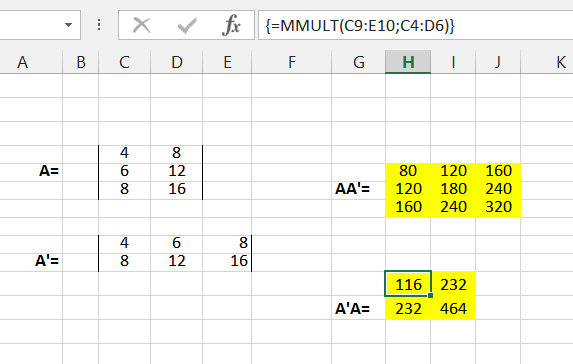 fx {=MMULT(C9:E10;C4:D6)}
A B C D E F G H I J K
4 8
A= 6 12 80 120 160
8 16 AA'= 120 180 240
160 240 320
4 6 8
A'= 8 12 16
116 232
A'A= 232 464